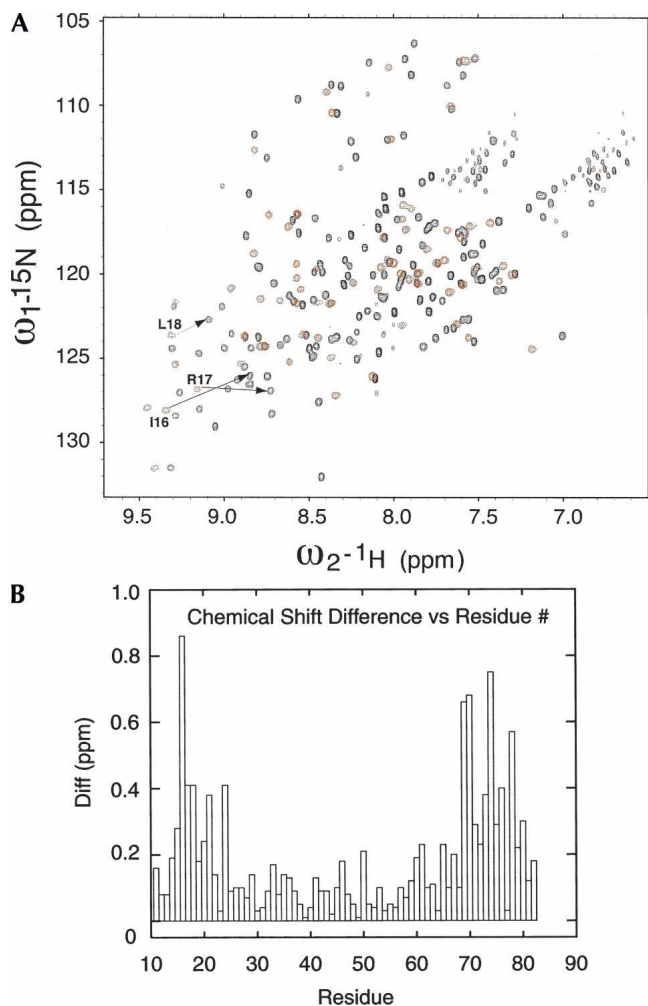 A
105
110
115
120
125
130
ω1-15N (ppm)
L18
R17
I16
9.5 9.0 8.5 8.0 7.5 7.0
ω2-1H (ppm)
B
Chemical Shift Difference vs Residue #
1.0
0.8
0.6
0.4
0.2
0
Diff (ppm)
10 20 30 40 50 60 70 80 90
Residue